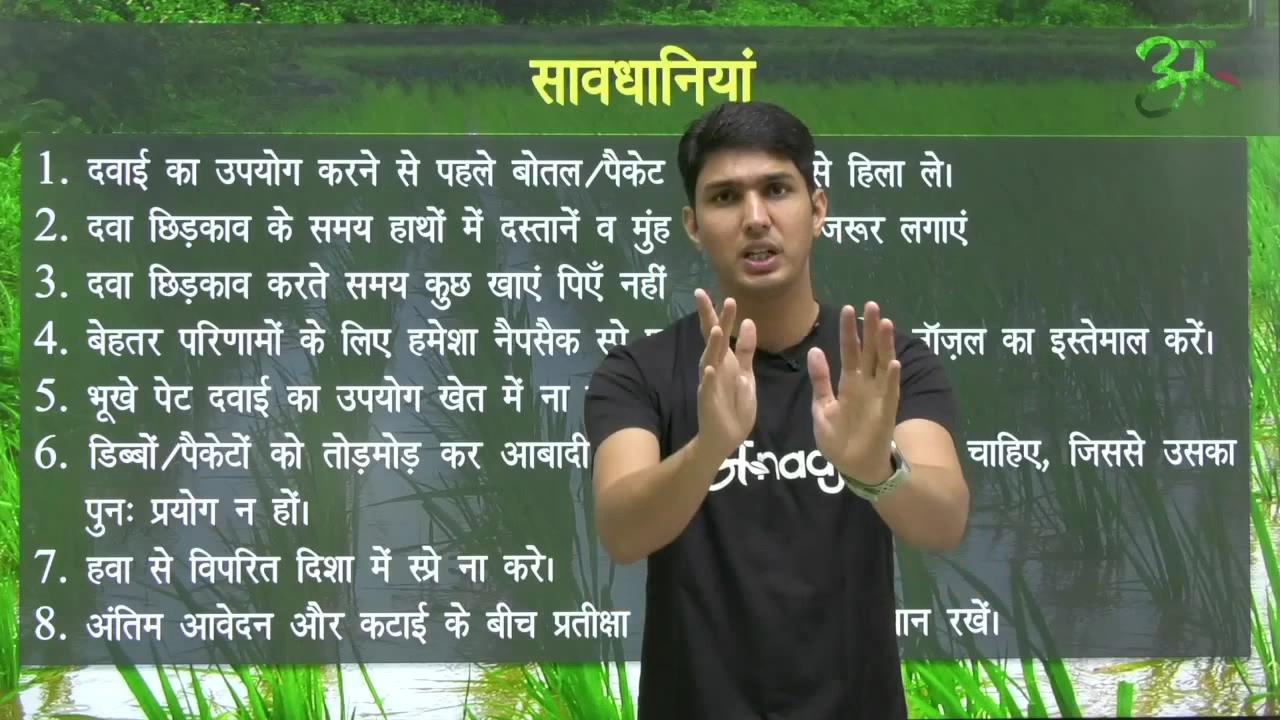 सावधानियां
अ
1. दवाई का उपयोग करने से पहले बोतल/पैकेट से हिला ले।
2. दवा छिड़काव के समय हाथों में दस्तानें व मुंह जरूर लगाएं
3. दवा छिड़काव करते समय कुछ खाएं पिएँ नहीं
4. बेहतर परिणामों के लिए हमेशा नैपसैक नॉज़ल का इस्तेमाल करें।
5. भूखे पेट दवाई का उपयोग खेत में ना
6. डिब्बों/पैकेटों को तोड़मोड़ कर आबादी चाहिए, जिससे उसका
पुनः प्रयोग न हों।
7. हवा से विपरित दिशा में स्प्रे ना करे।
8. अंतिम आवेदन और कटाई के बीच प्रतीक्षा रखें।